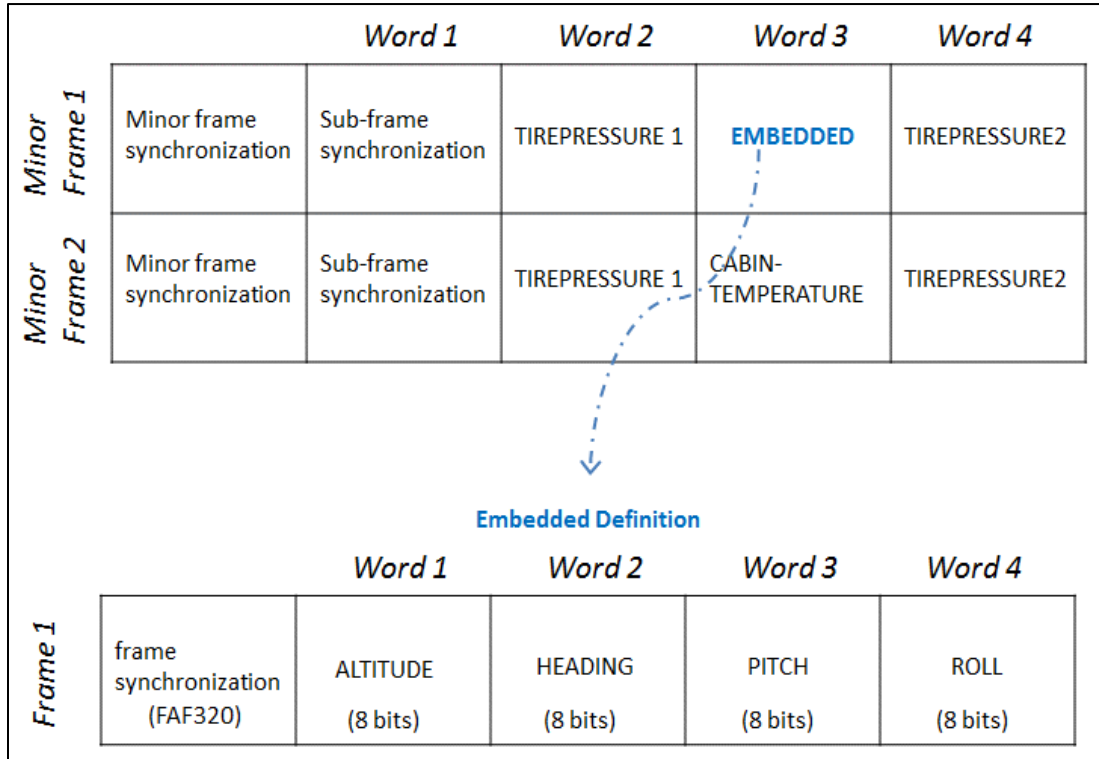 Word 1 Word 2 Word 3 Word 4
Minor
Frame 1
Minor frame
synchronization
Sub-frame
synchronization
TIREPRESSURE 1
EMBEDDED
TIREPRESSURE2
Minor
Frame 2
Minor frame
synchronization
Sub-frame
synchronization
TIREPRESSURE 1
CABIN-
TEMPERATURE
TIREPRESSURE2
Embedded Definition
Word 1 Word 2 Word 3 Word 4
Frame 1
frame
synchronization
(FAF320)
ALTITUDE
(8 bits)
HEADING
(8 bits)
PITCH
(8 bits)
ROLL
(8 bits)